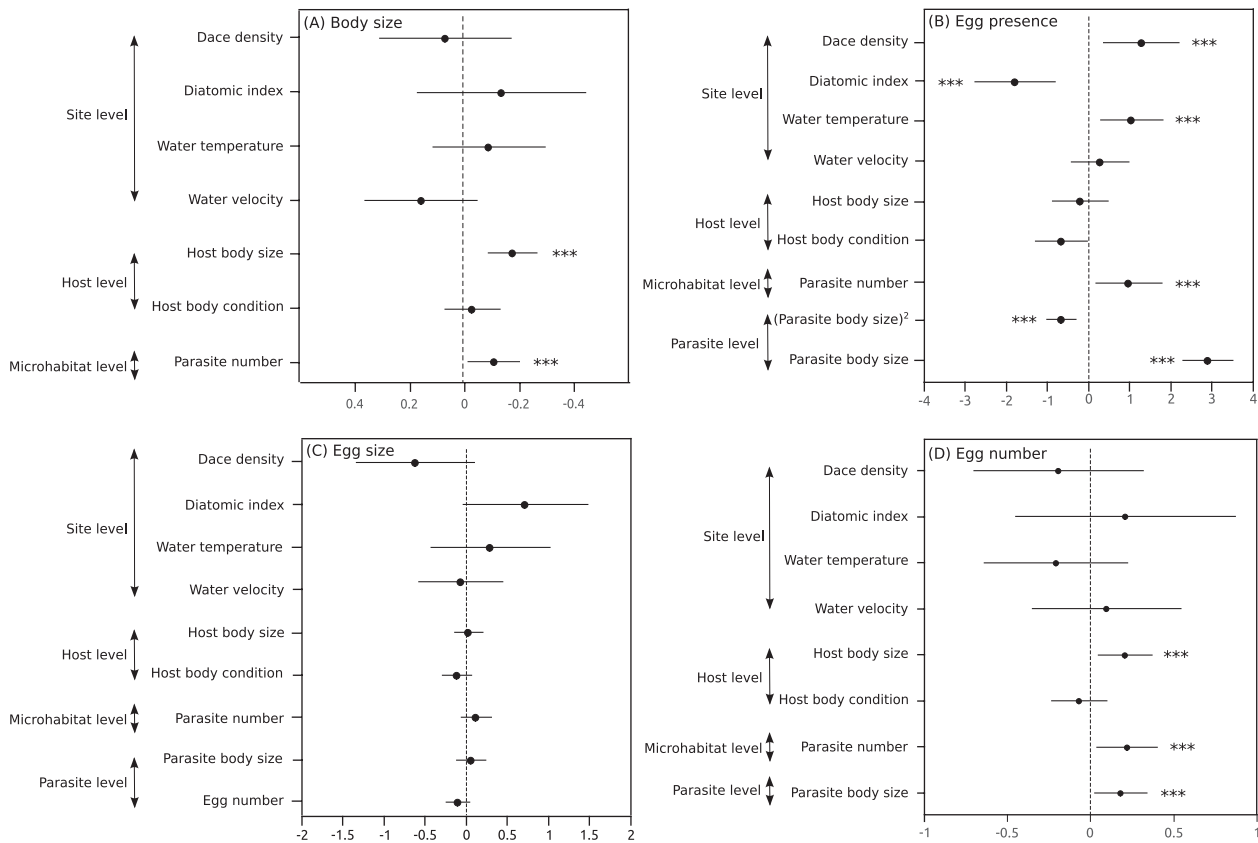 (A) Body size
Dace density
Diatomic index
Site level
Water temperature
Water velocity
Host body size
***
Host level
Host body condition
Microhabitat level
Parasite number
***
0.4 0.2 0 -0.2 -0.4
(B) Egg presence
Dace density
***
Diatomic index
***
Site level
Water temperature
***
Water velocity
Host body size
Host level
Host body condition
Microhabitat level
Parasite number
***
(Parasite body size)²
***
Parasite level
Parasite body size
***
-4 -3 -2 -1 0 1 2 3 4
(C) Egg size
Dace density
Diatomic index
Site level
Water temperature
Water velocity
Host body size
Host level
Host body condition
Microhabitat level
Parasite number
Parasite body size
Parasite level
Egg number
-2 -1.5 -1 -0.5 0 0.5 1 1.5 2
(D) Egg number
Dace density
Diatomic index
Site level
Water temperature
Water velocity
Host body size
***
Host level
Host body condition
Microhabitat level
Parasite number
***
Parasite level
Parasite body size
***
-1 -0.5 0 0.5 1